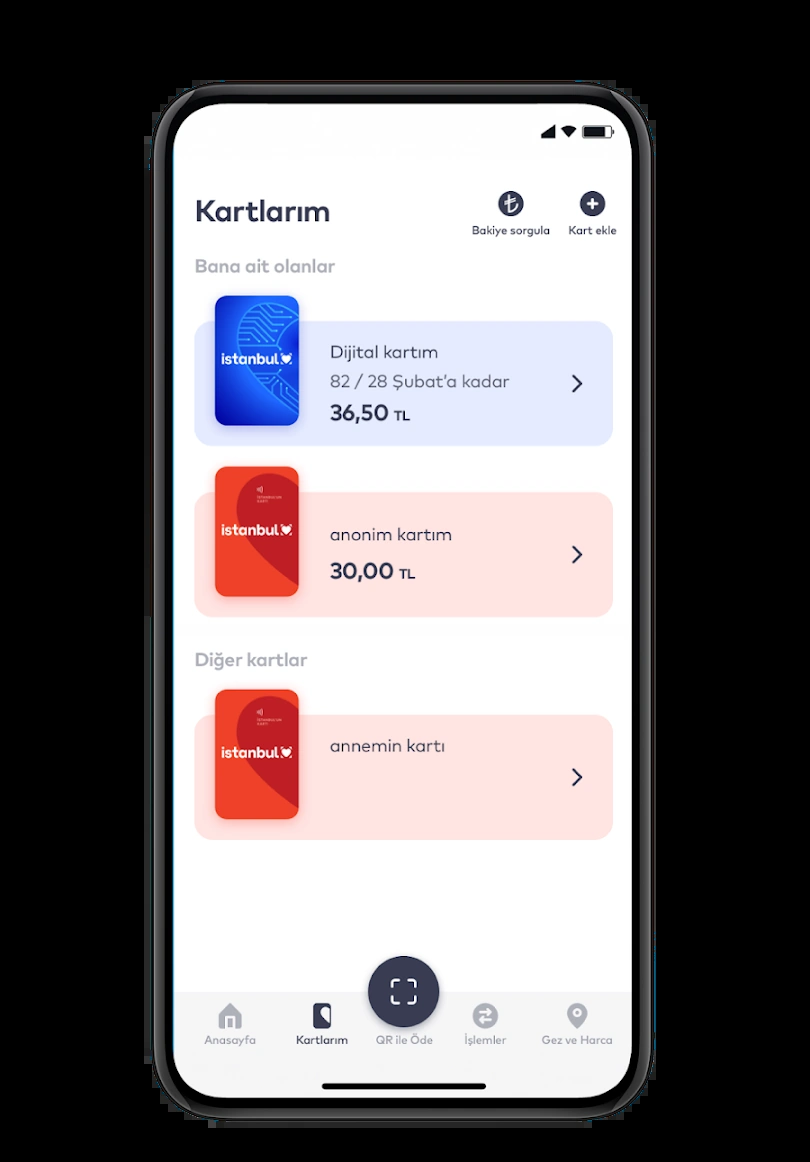 Kartlarım
Bakiye sorgula
Kart ekle
Bana ait olanlar
istanbul
Dijital kartım
82 / 28 Şubat'a kadar
36,50 TL
istanbul
anonim kartım
30,00 TL
Diğer kartlar
istanbul
annemin kartı
Anasayfa
Kartlarım
QR ile Öde
İşlemler
Gez ve Harca